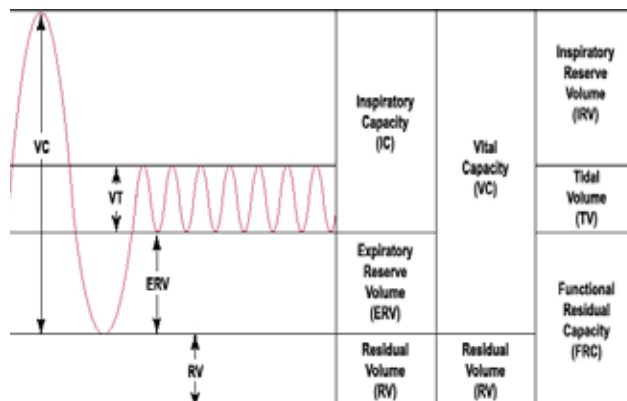 VC
VT
ERV
RV
Inspiratory
Capacity
(IC)
Expiratory
Reserve
Volume
(ERV)
Residual
Volume
(RV)
Vital
Capacity
(VC)
Residual
Volume
(RV)
Inspiratory
Reserve
Volume
(IRV)
Tidal
Volume
(TV)
Functional
Residual
Capacity
(FRC)